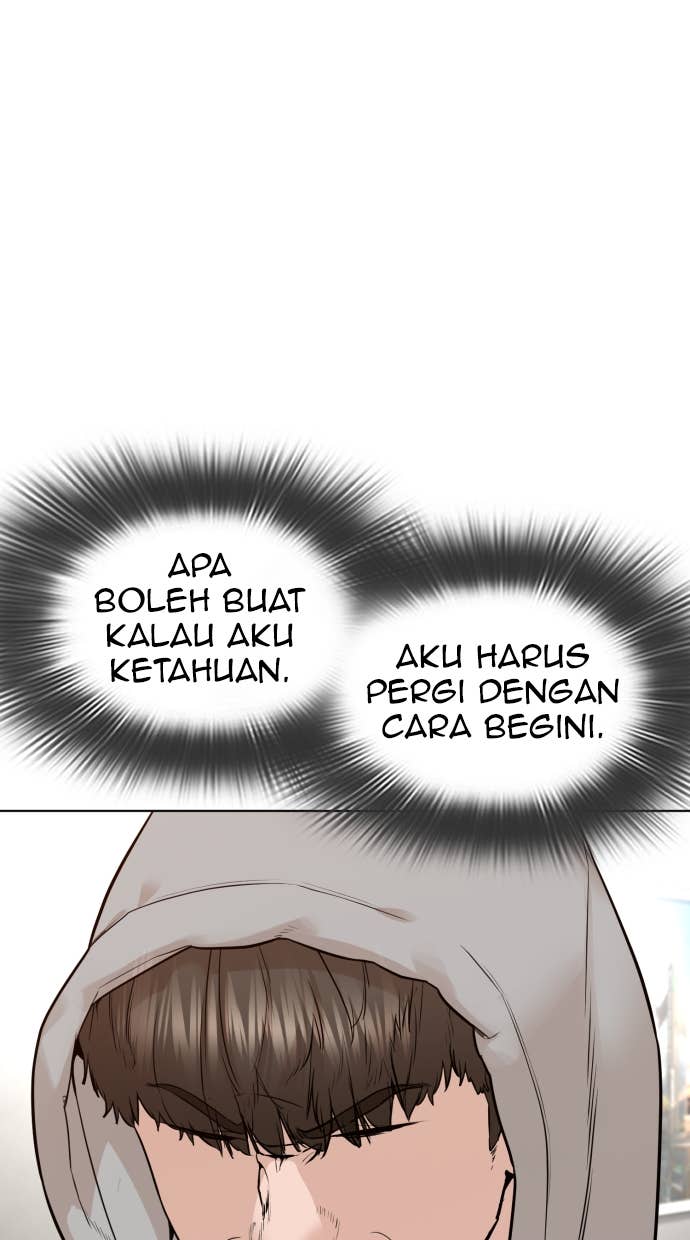 APA
BOLEH BUAT
KALAU AKU
KETAHUAN.
AKU HARUS
PERGI DENGAN
CARA BEGINI.